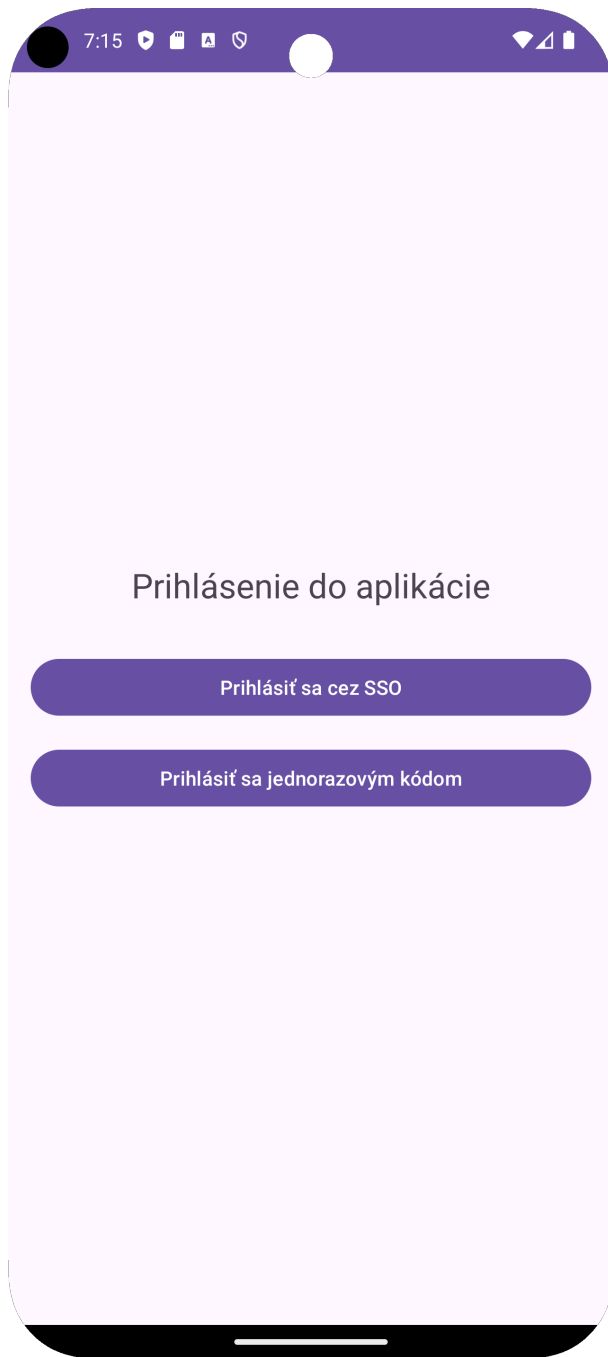 7:15
Prihlásenie do aplikácie
Prihlásiť sa cez SSO
Prihlásiť sa jednorazovým kódom